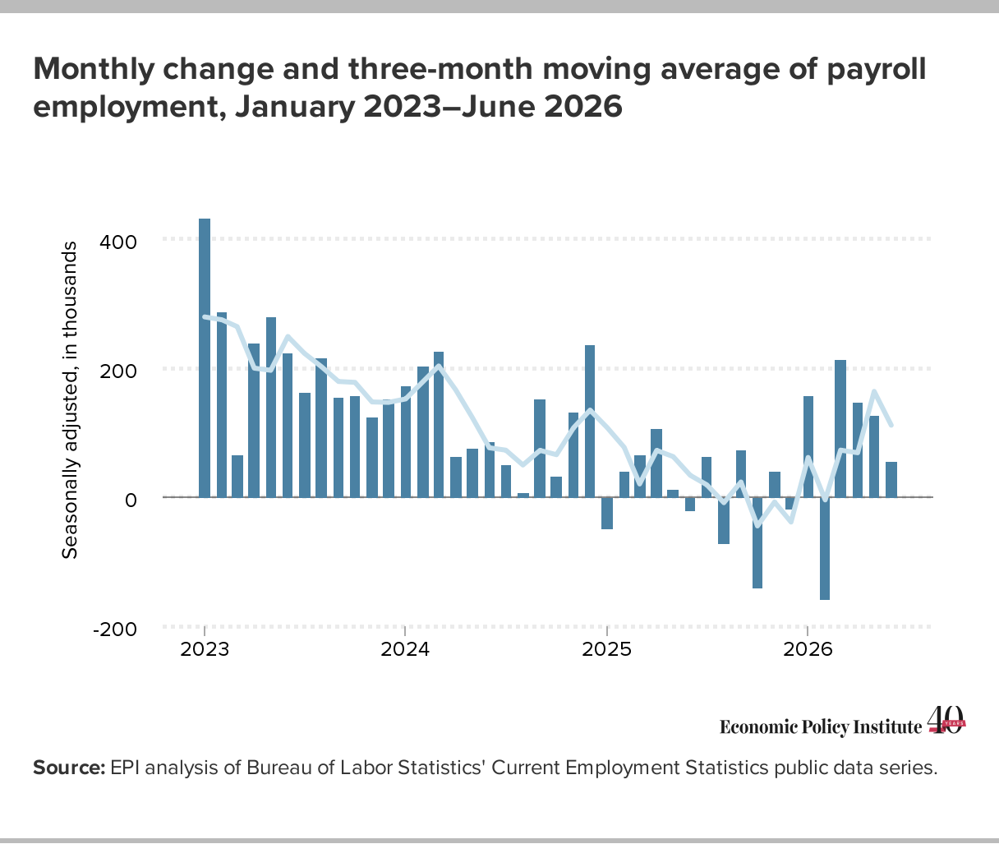 Monthly change and three-month moving average of payroll
employment, January 2023–June 2026
Seasonally adjusted, in thousands
400
200
0
-200
2023
2024
2025
2026
Economic Policy Institute 40
YEARS
Source: EPI analysis of Bureau of Labor Statistics' Current Employment Statistics public data series.